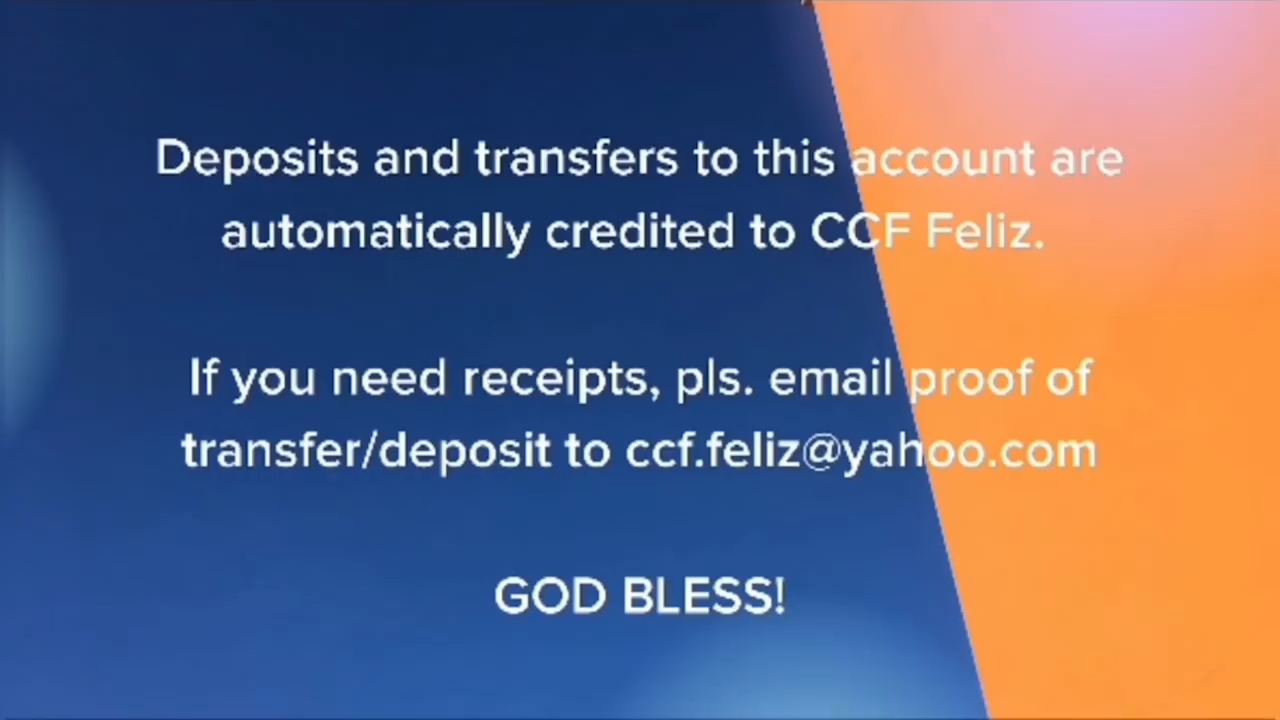 Deposits and transfers to this account are
automatically credited to CCF Feliz.
If you need receipts, pls. email proof of
transfer/deposit to ccf.feliz@yahoo.com
GOD BLESS!